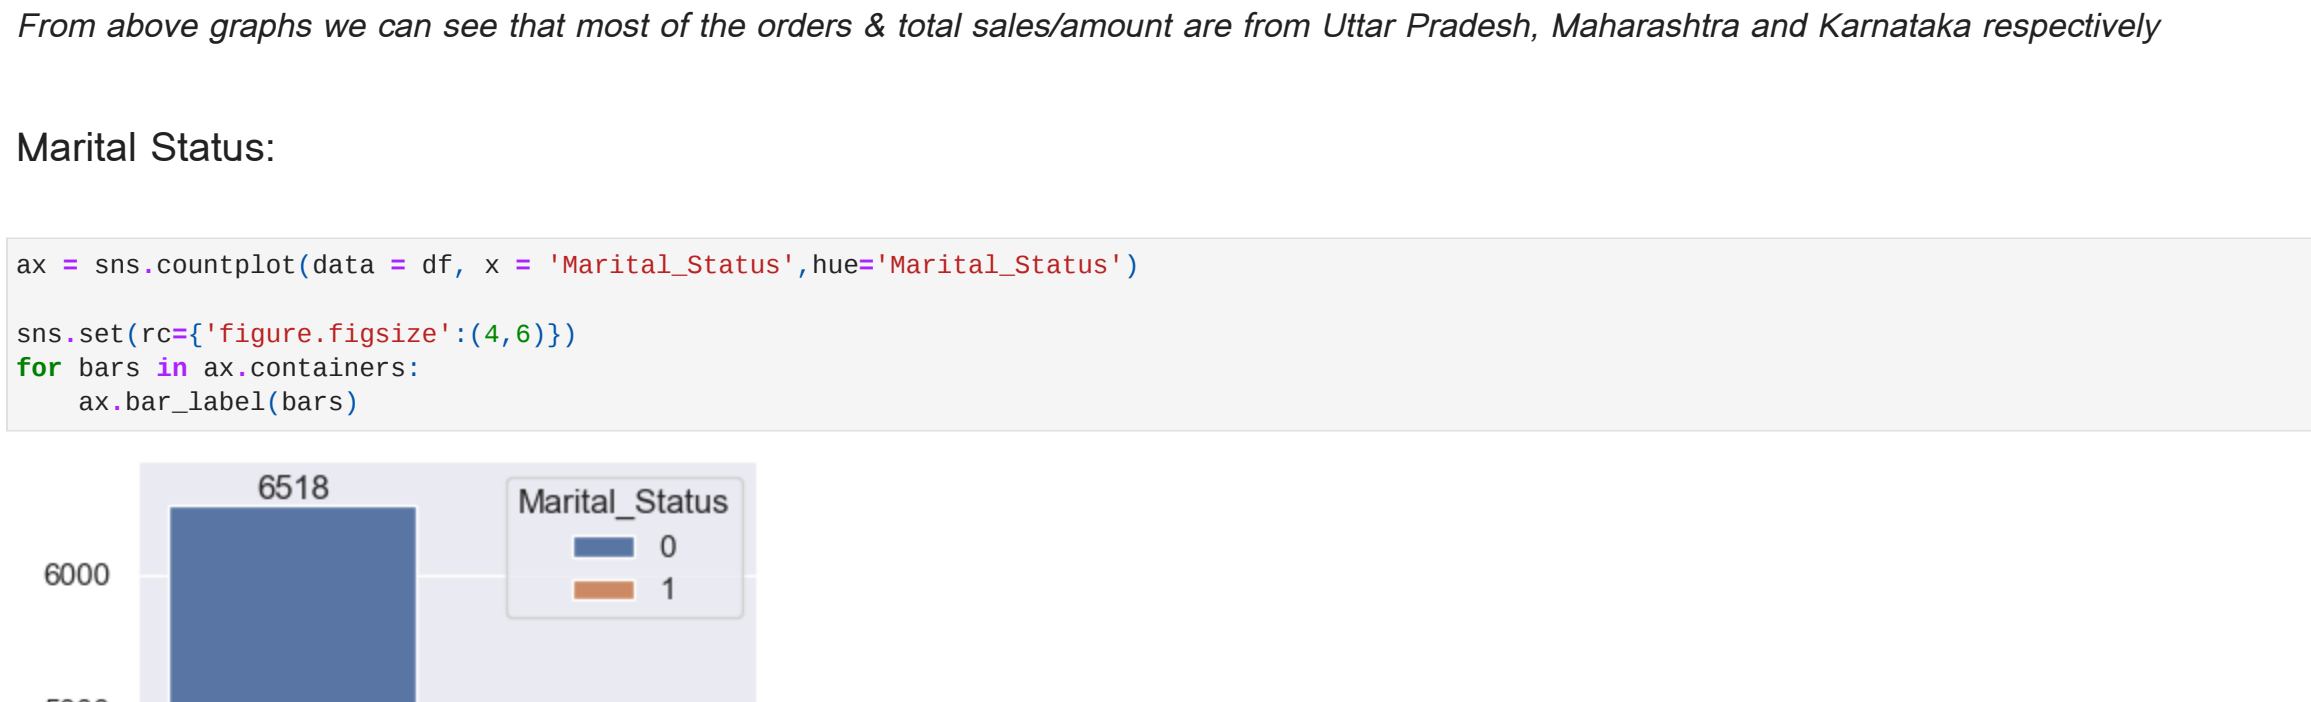 From above graphs we can see that most of the orders & total sales/amount are from Uttar Pradesh, Maharashtra and Karnataka respectively
Marital Status:
ax = sns.countplot(data = df, x = 'Marital_Status',hue='Marital_Status')
sns.set(rc={'figure.figsize':(4,6)})
for bars in ax.containers:
    ax.bar_label(bars)
6518
Marital_Status
0
6000
1